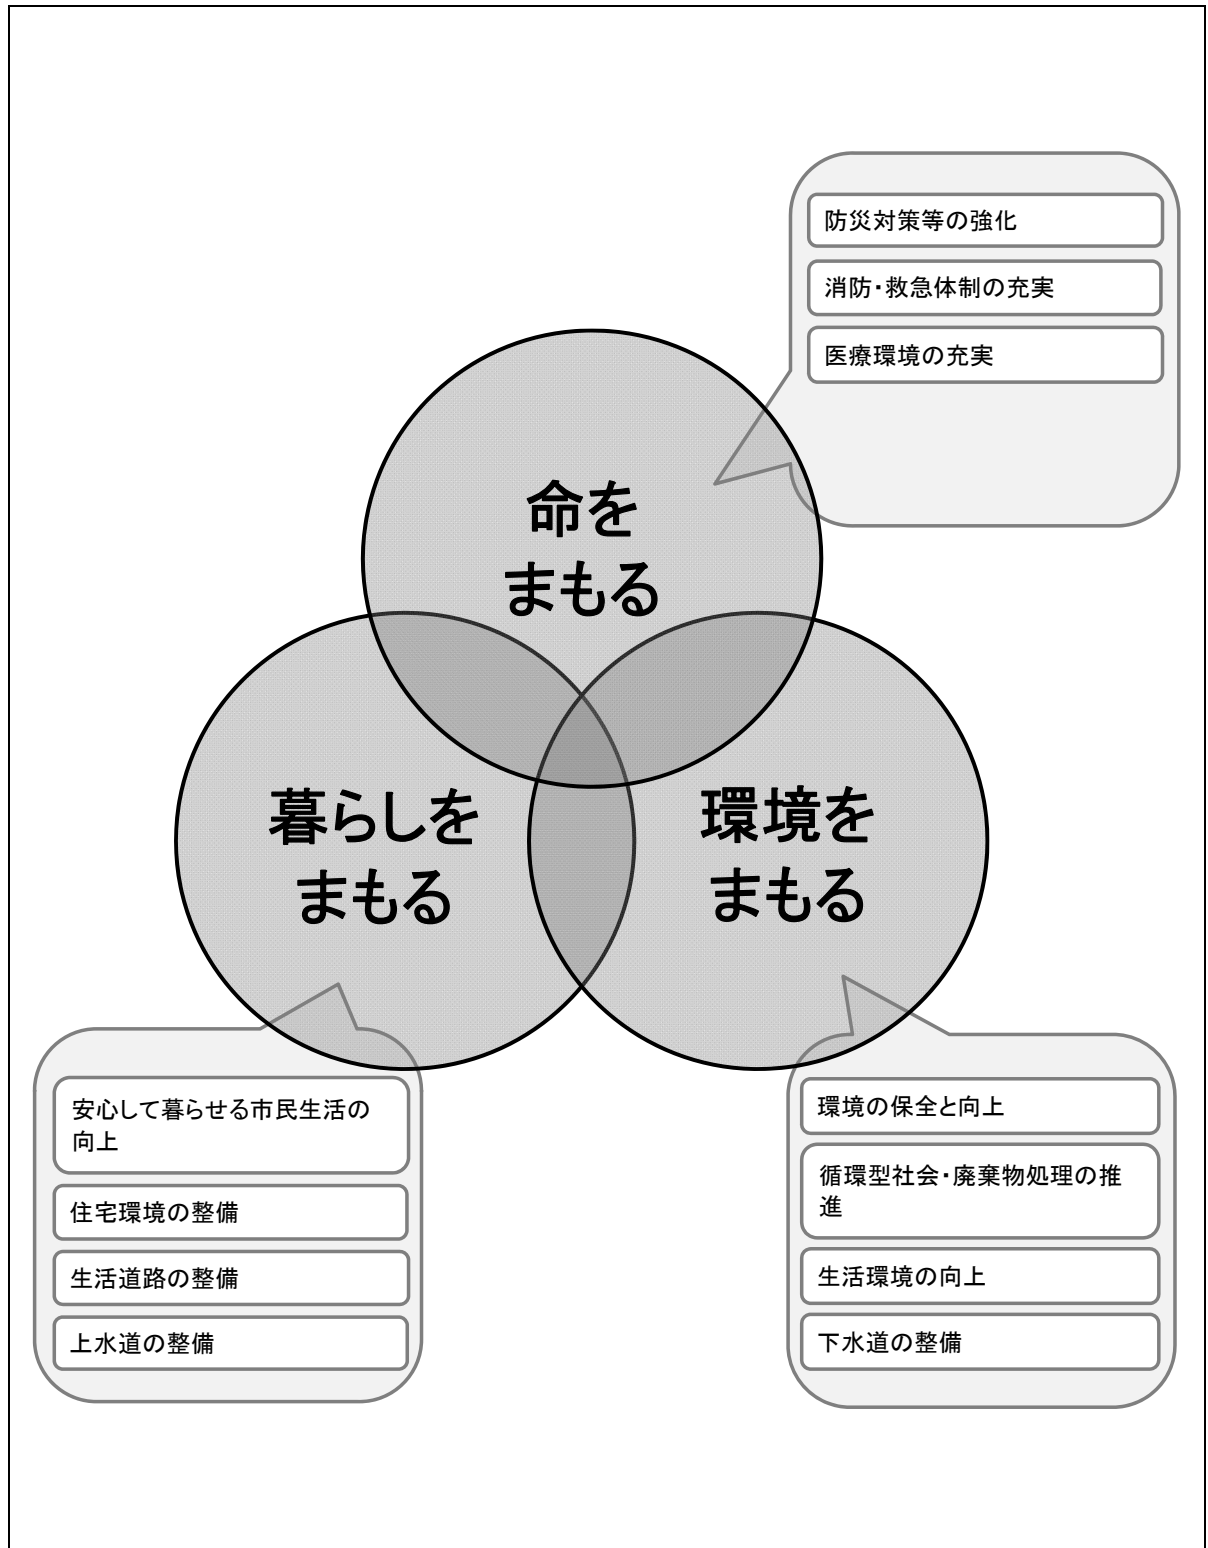 防災対策等の強化
消防・救急体制の充実
医療環境の充実
命を
まもる
暮らしを
まもる
環境を
まもる
安心して暮らせる市民生活の
向上
住宅環境の整備
生活道路の整備
上水道の整備
環境の保全と向上
循環型社会・廃棄物処理の推
進
生活環境の向上
下水道の整備